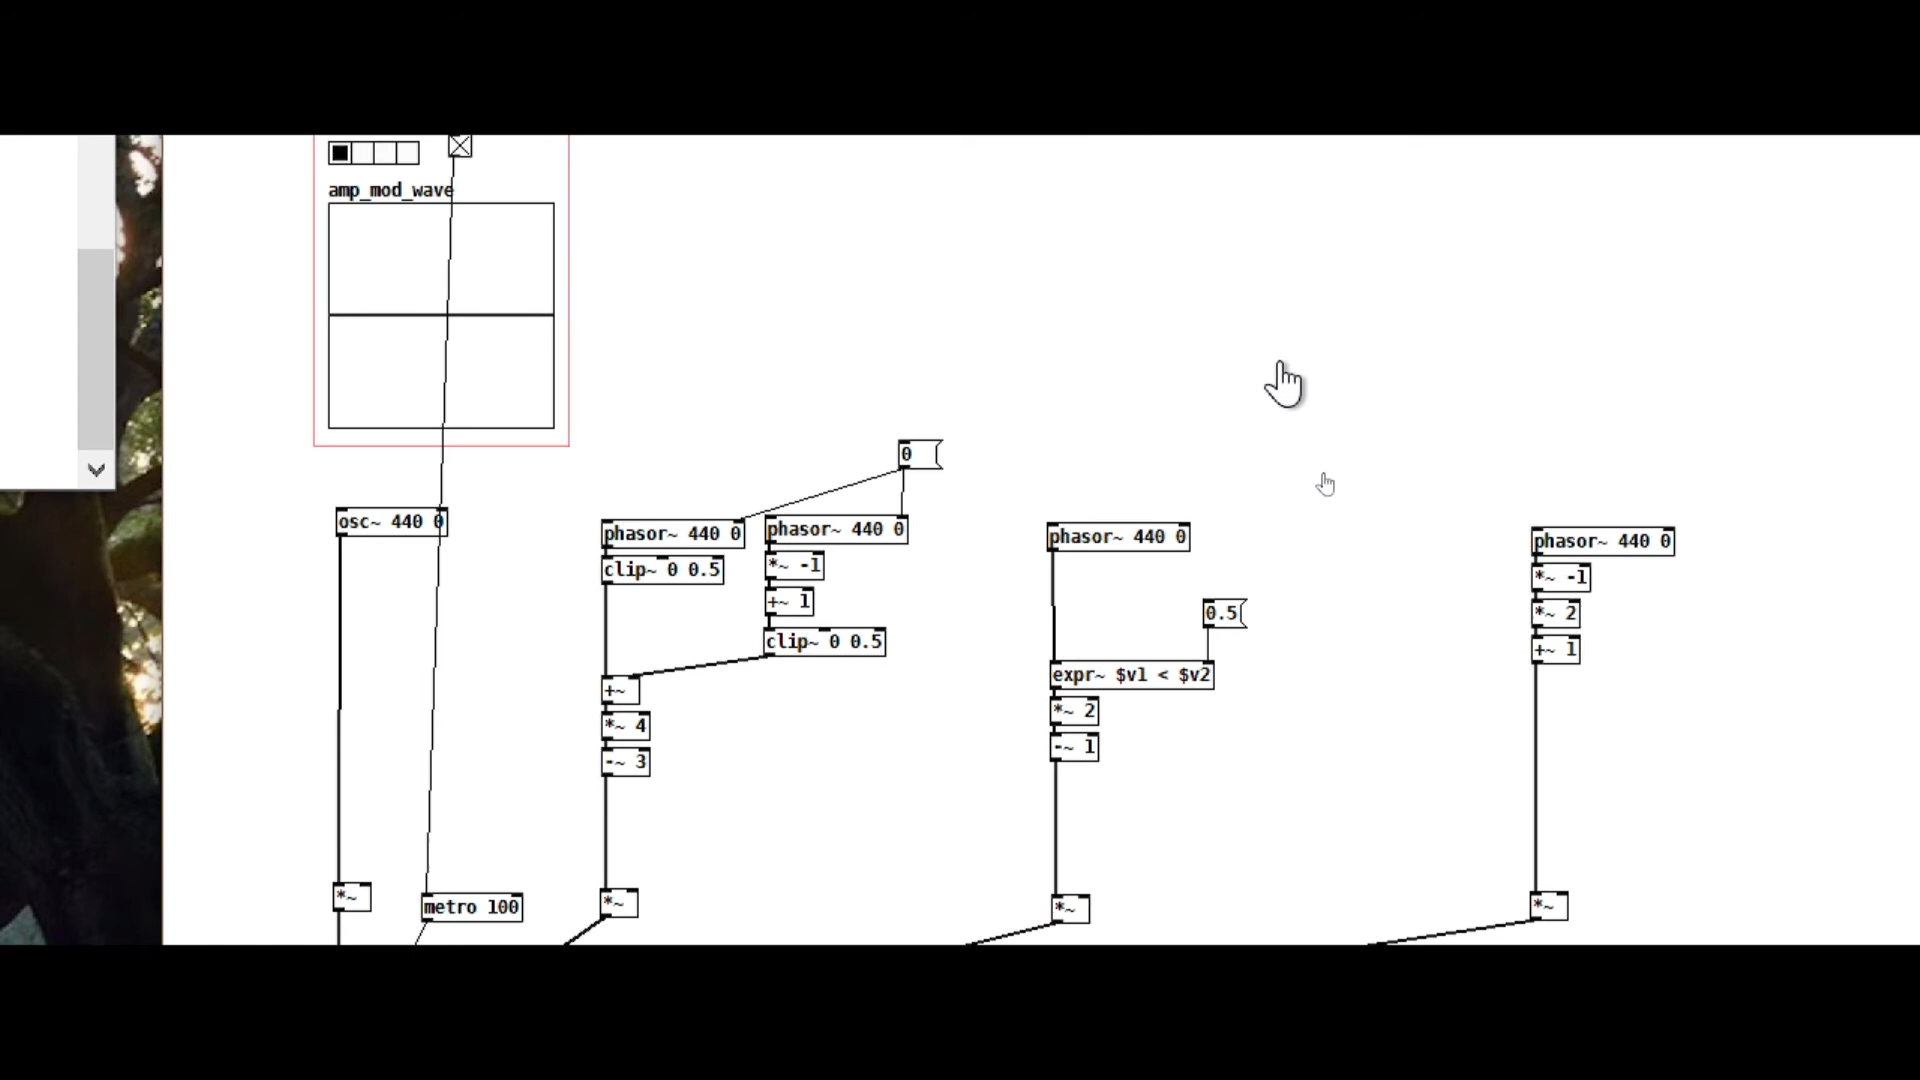 amp_mod_wave
0
osc~ 440 0
phasor~ 440 0
phasor~ 440 0
phasor~ 440 0
phasor~ 440 0
clip~ 0 0.5
*~ -1
*~ -1
+~ 1
0.5
*~ 2
clip~ 0 0.5
+~ 1
expr~ $v1 < $v2
+~
*~ 4
*~ 2
-~ 3
-~ 1
*~
metro 100
*~
*~
*~